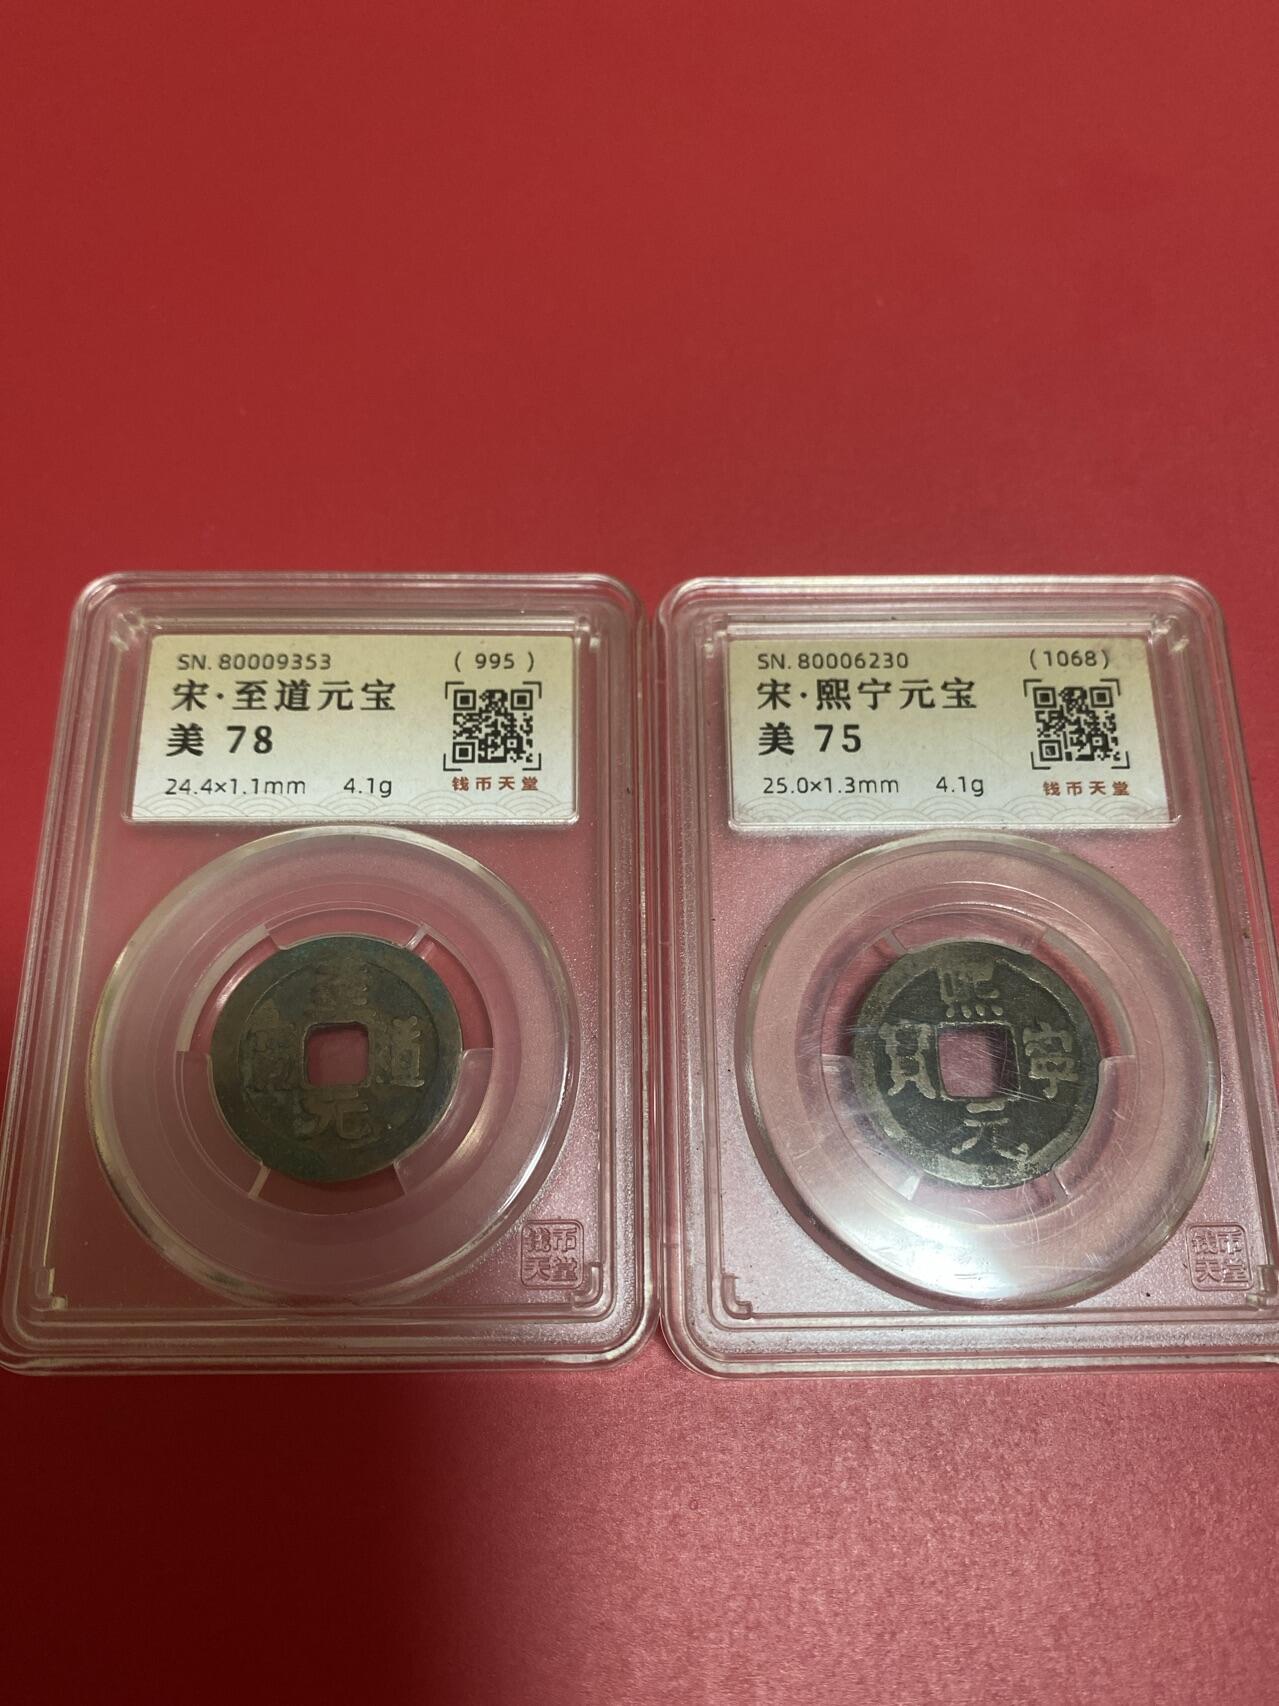 SN. 80009353 ( 995 )
宋·至道元宝
美 78
24.4×1.1mm 4.1g
钱币天堂
至道元寶
钱币
天堂
SN. 80006230 (1068)
宋·熙宁元宝
美 75
25.0×1.3mm 4.1g
钱币天堂
熙寧元寶
钱币
天堂